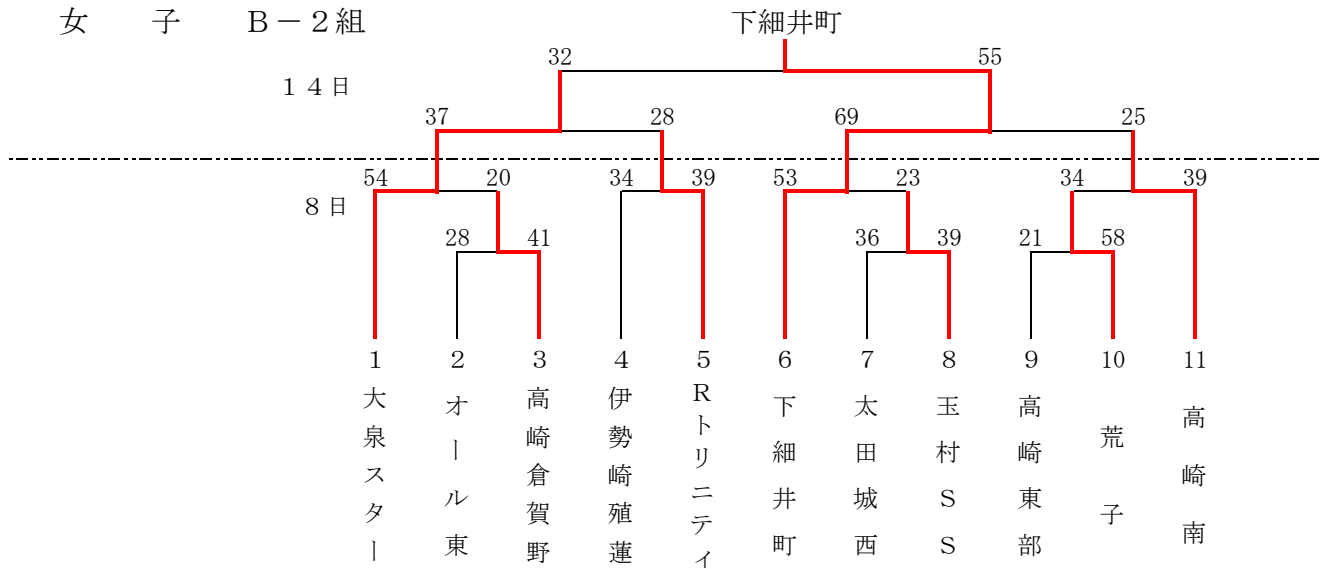 女 子 B－2組
下細井町
32 55
１４日
37 28 69 25
54 20 34 39 53 23 34 39
８日
28 41 36 39 21 58
1 2 3 4 5 6 7 8 9 10 11
大泉スター
オール東
高崎倉賀野
伊勢崎殖蓮
Rトリニティ
下細井町
太田城西
玉村SS
高崎東部
荒子
高崎南